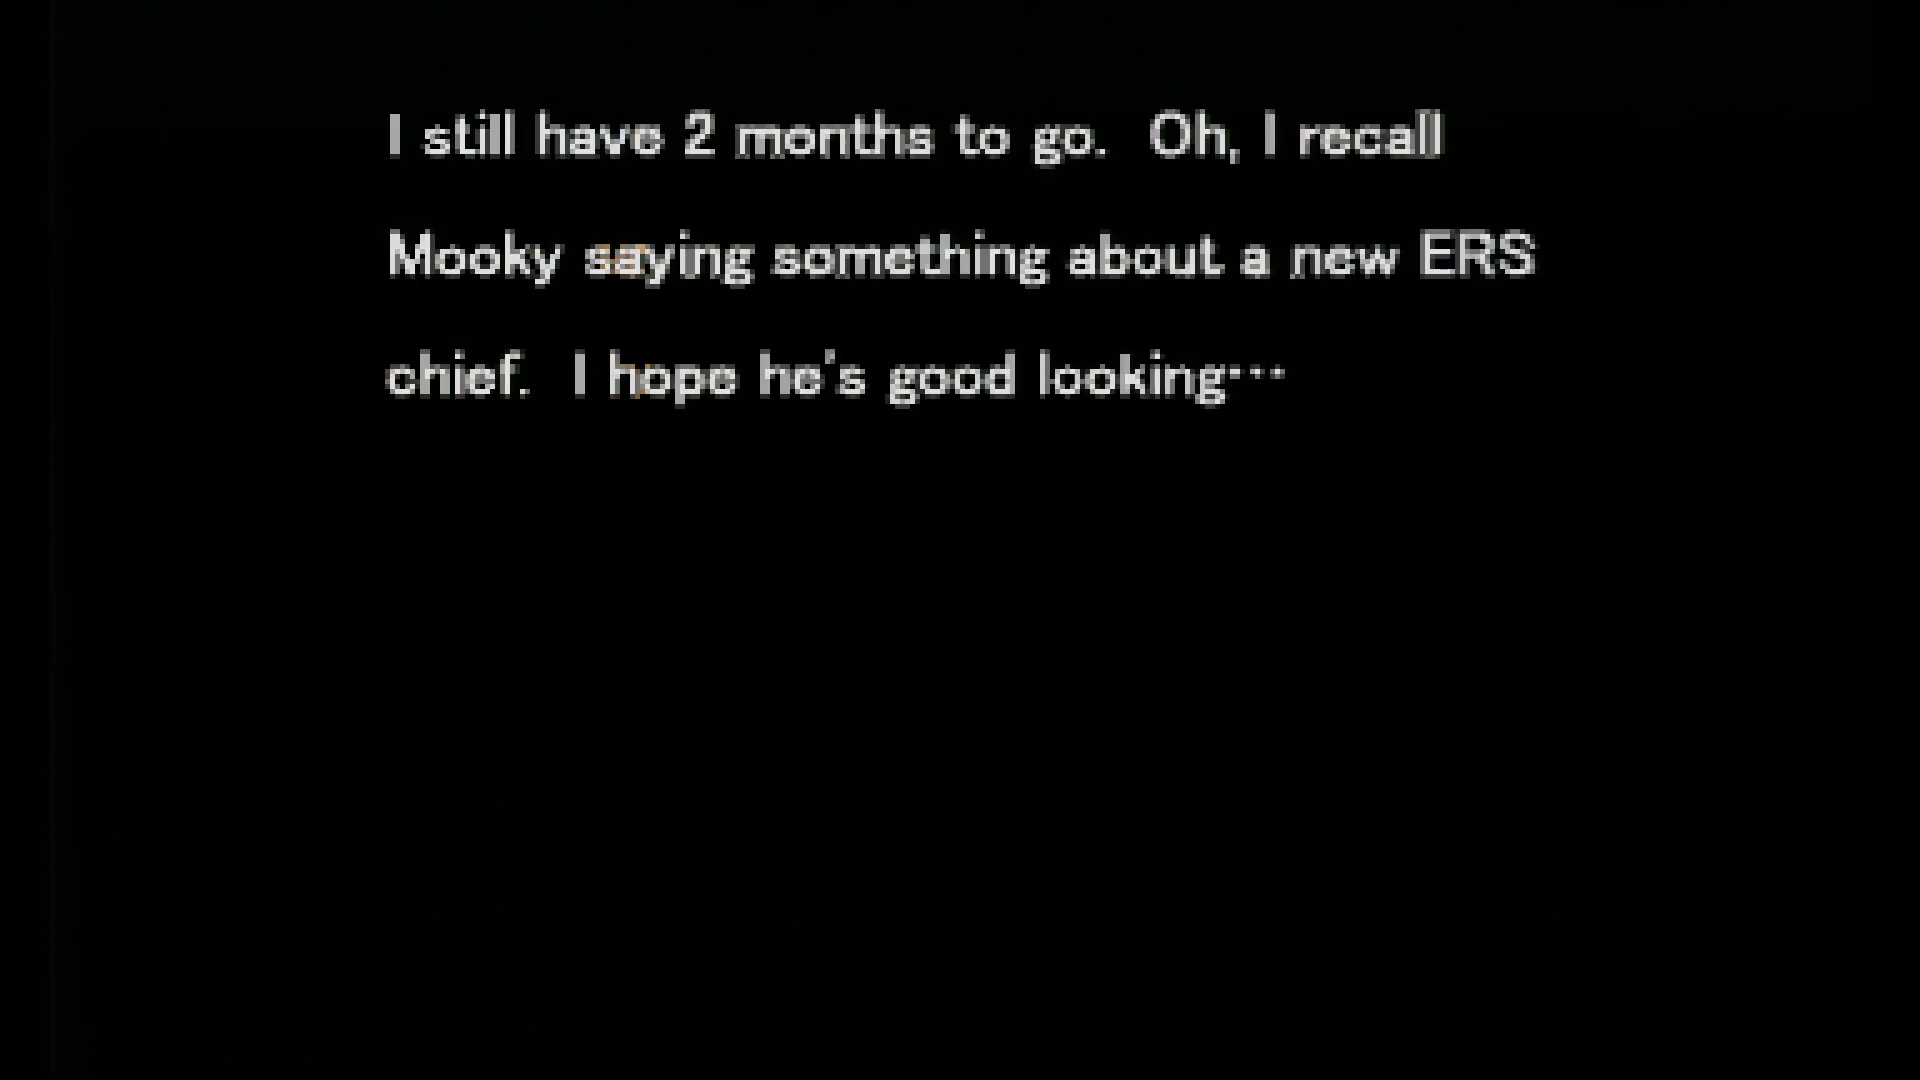 I still have 2 months to go.  Oh, I recall
Mooky saying something about a new ERS
chief.  I hope he's good looking…